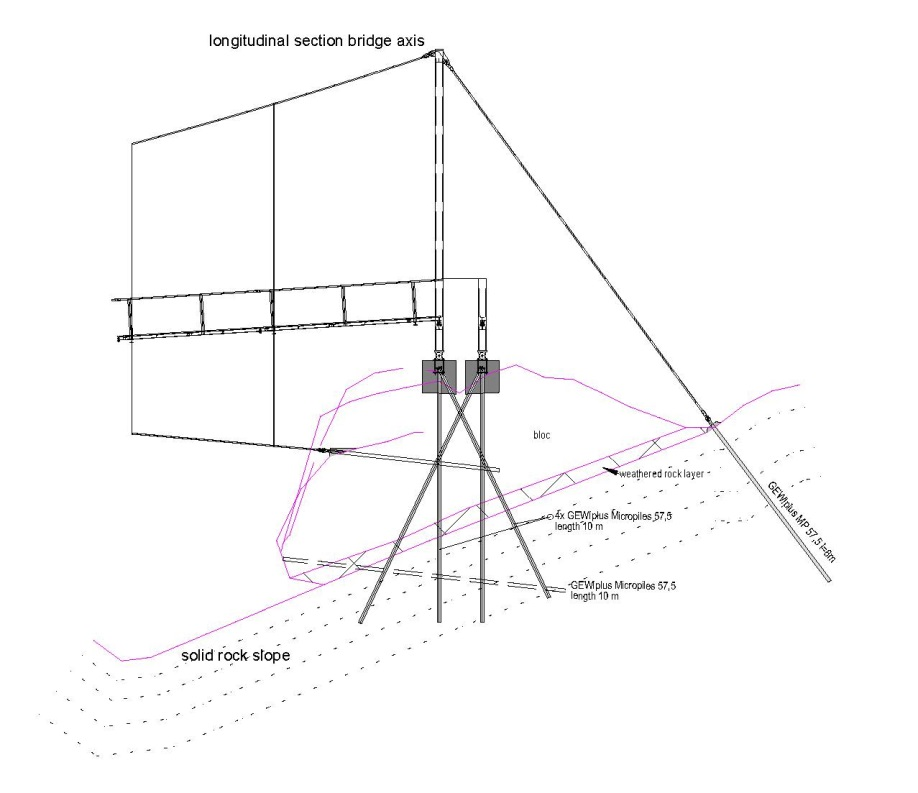 longitudinal section bridge axis
bloc
weathered rock layer
GEWIplus MP 57,5 l=8m
4x GEWIplus Micropiles 57,5
length 10 m
GEWIplus Micropiles 57,5
length 10 m
solid rock slope